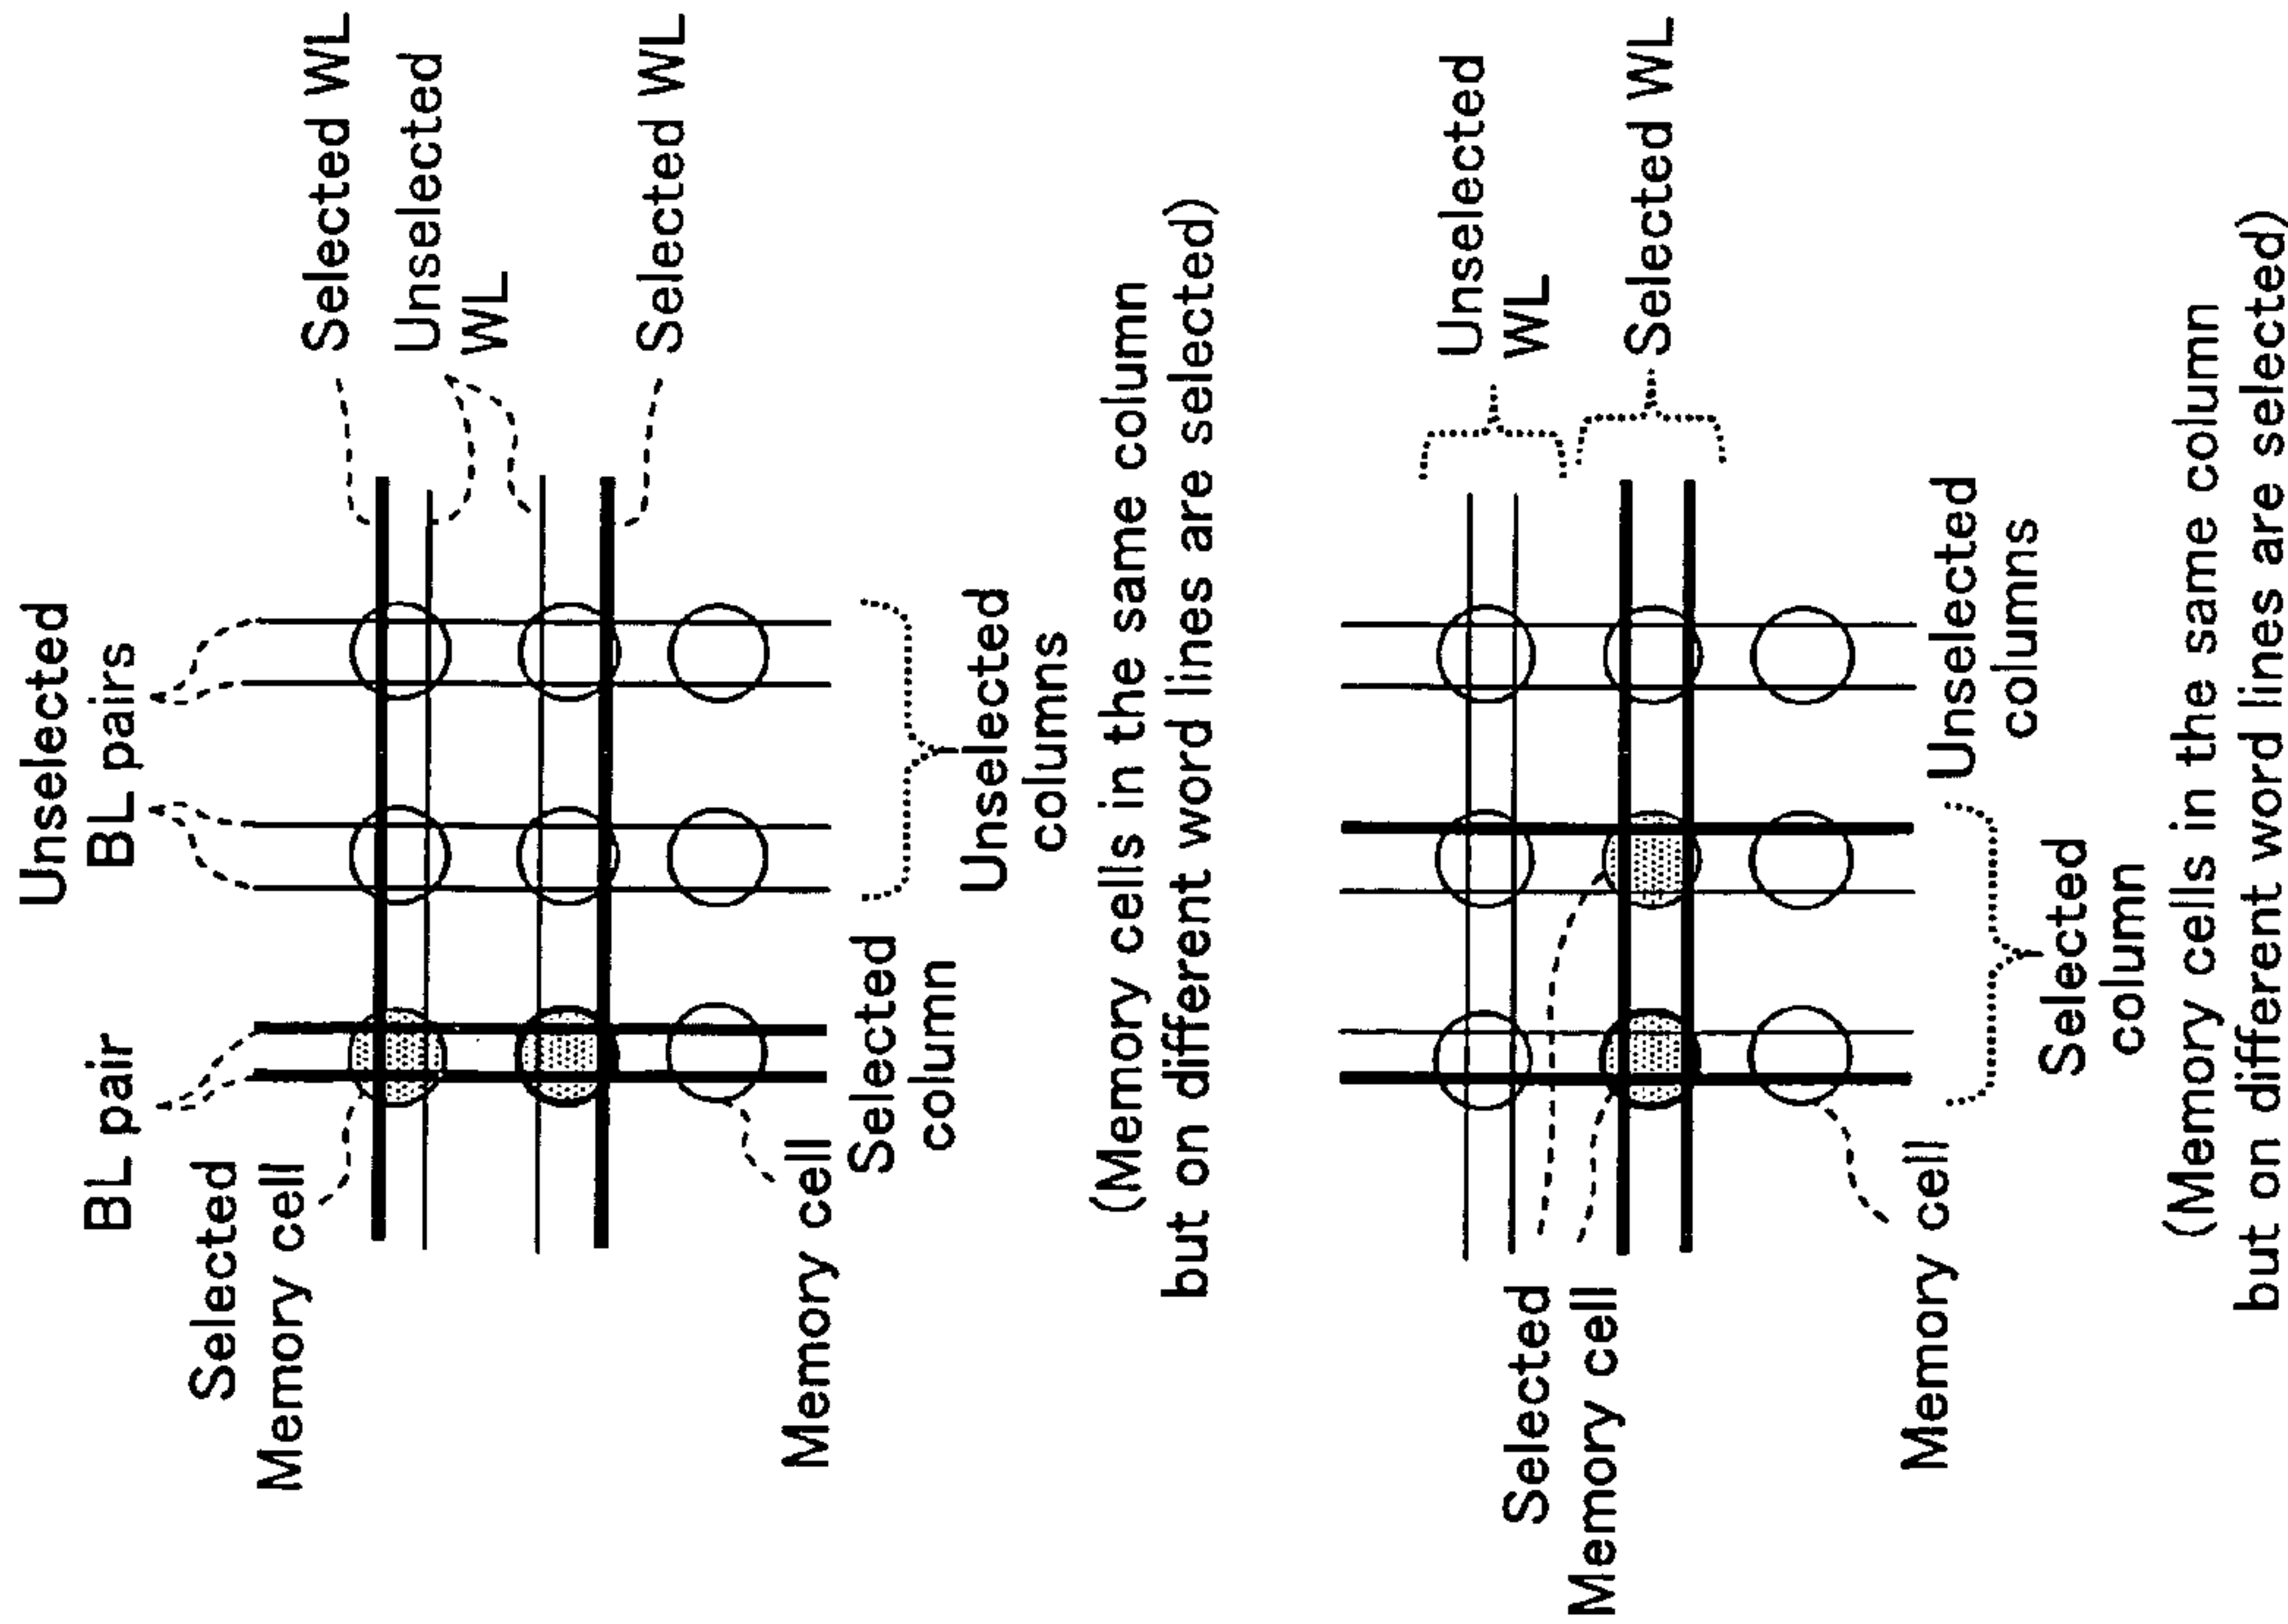 Unselected
BL pairs
BL pair
Selected
Memory cell
Selected WL
Unselected
WL
Selected WL
Memory cell
Selected
column
Unselected
columns
(Memory cells in the same column
but on different word lines are selected)
Unselected
WL
Selected WL
Selected
Memory cell
Memory cell
Selected
column
Unselected
columns
(Memory cells in the same column
but on different word lines are selected)